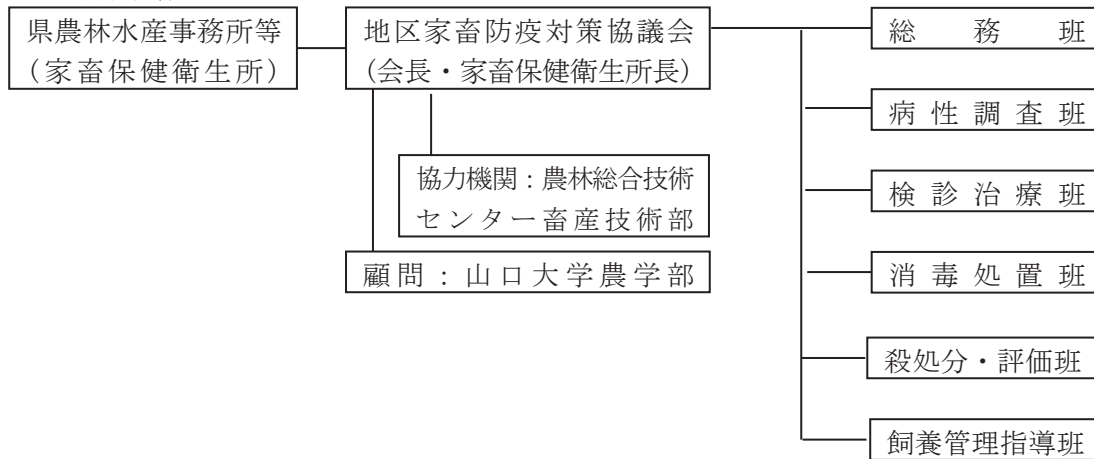 県農林水産事務所等
（家畜保健衛生所）
地区家畜防疫対策協議会
（会長・家畜保健衛生所長）
協力機関：農林総合技術
センター畜産技術部
顧問：山口大学農学部
総務班
病性調査班
検診治療班
消毒処置班
殺処分・評価班
飼養管理指導班